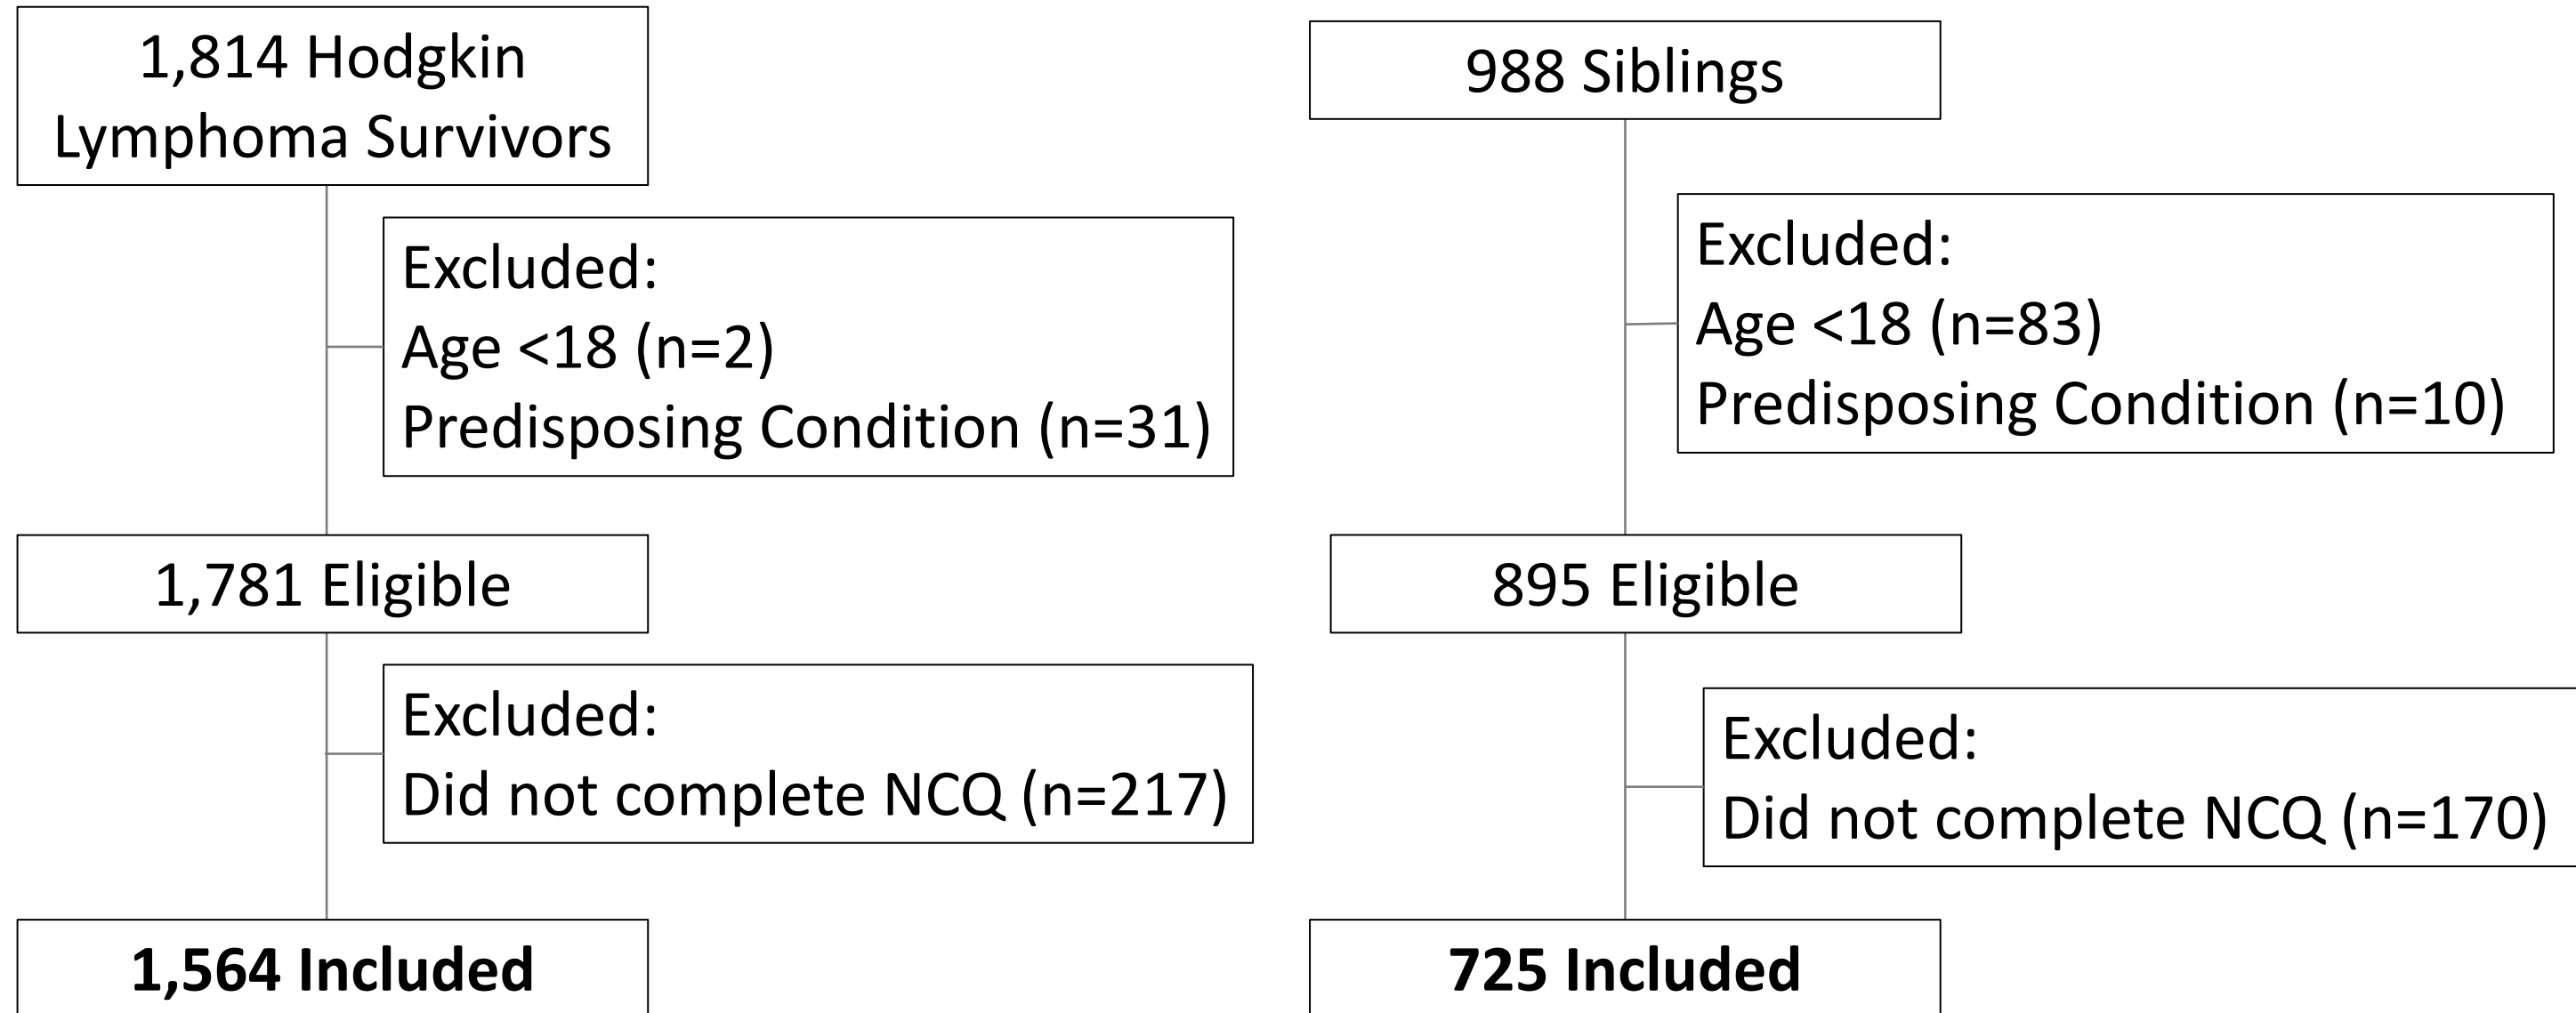 1,814 Hodgkin
Lymphoma Survivors
Excluded:
Age <18 (n=2)
Predisposing Condition (n=31)
1,781 Eligible
Excluded:
Did not complete NCQ (n=217)
1,564 Included
988 Siblings
Excluded:
Age <18 (n=83)
Predisposing Condition (n=10)
895 Eligible
Excluded:
Did not complete NCQ (n=170)
725 Included